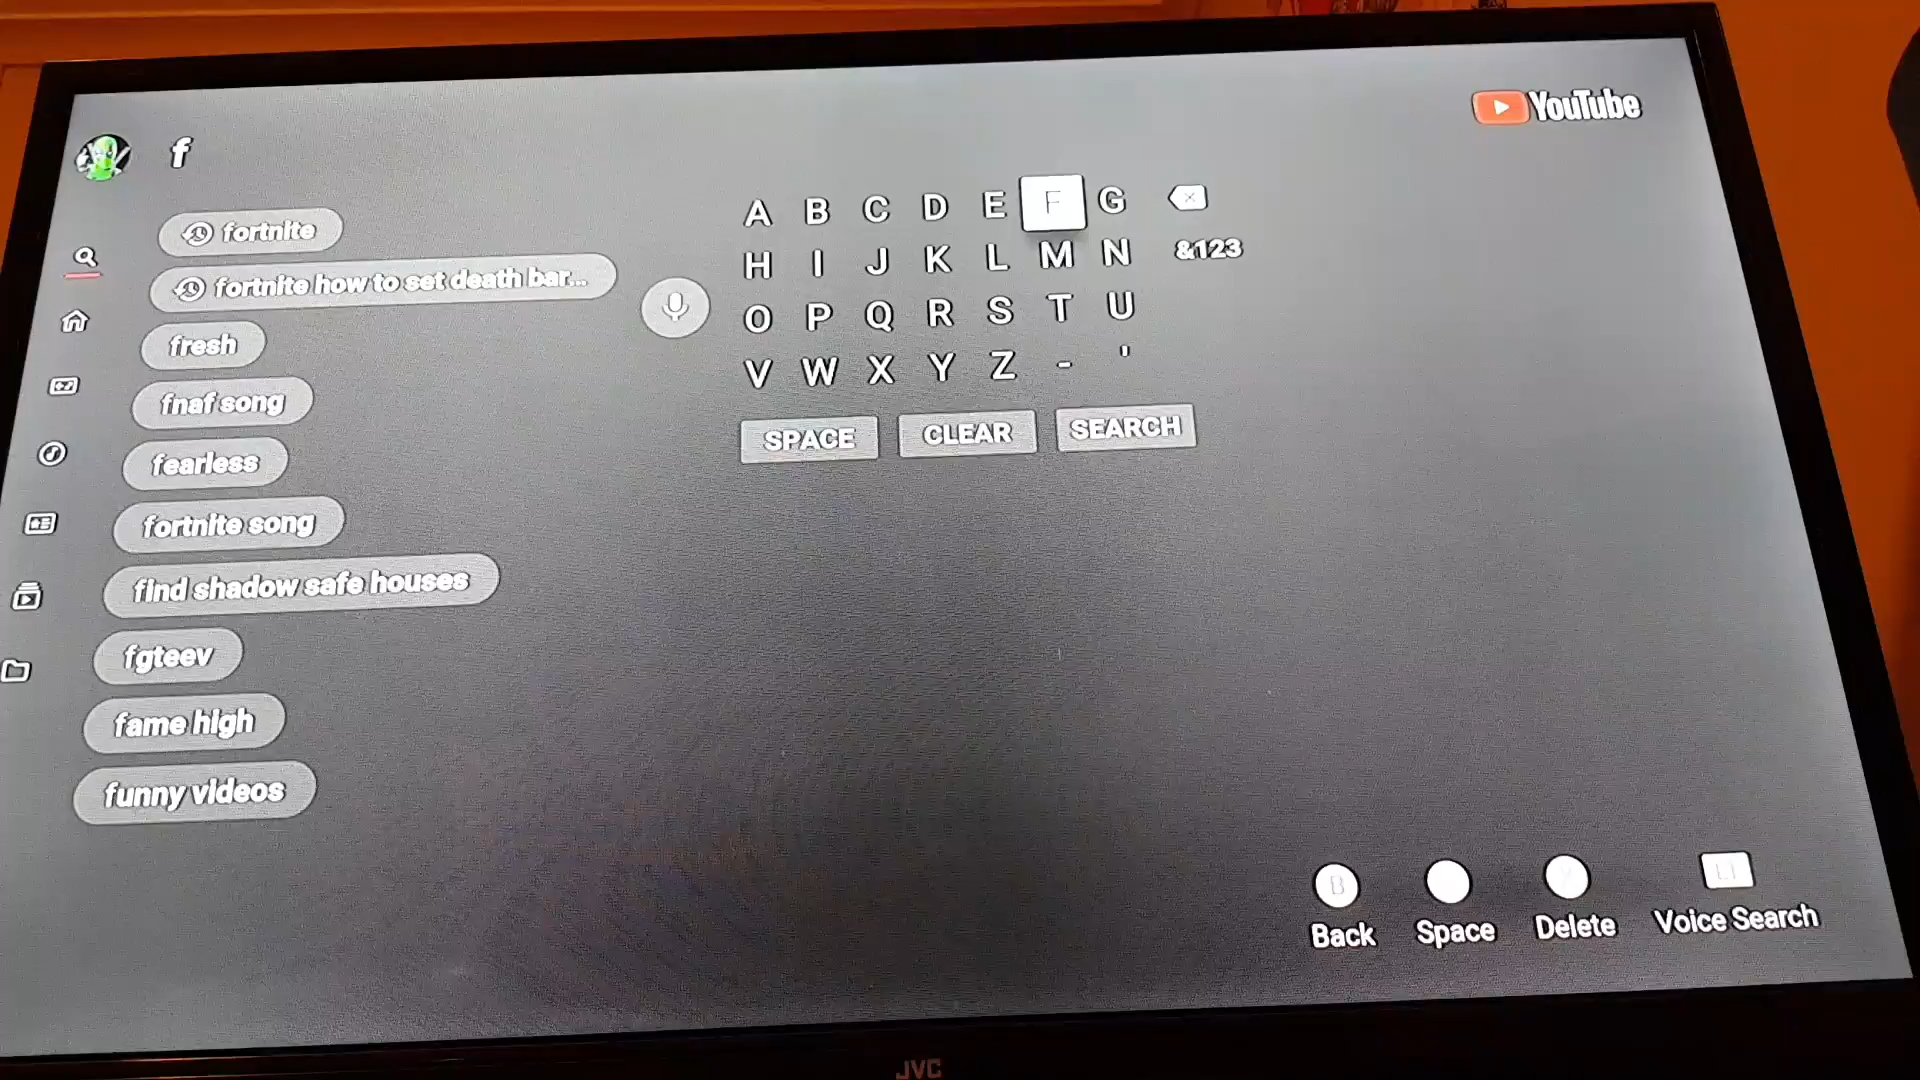 YouTube
f
fortnite
fortnite how to set death bar...
fresh
fnaf song
fearless
fortnite song
find shadow safe houses
fgteev
fame high
funny videos
A B C D E F G
H I J K L M N &123
O P Q R S T U
V W X Y Z - '
SPACE CLEAR SEARCH
B
Back Space Delete Voice Search
JVC